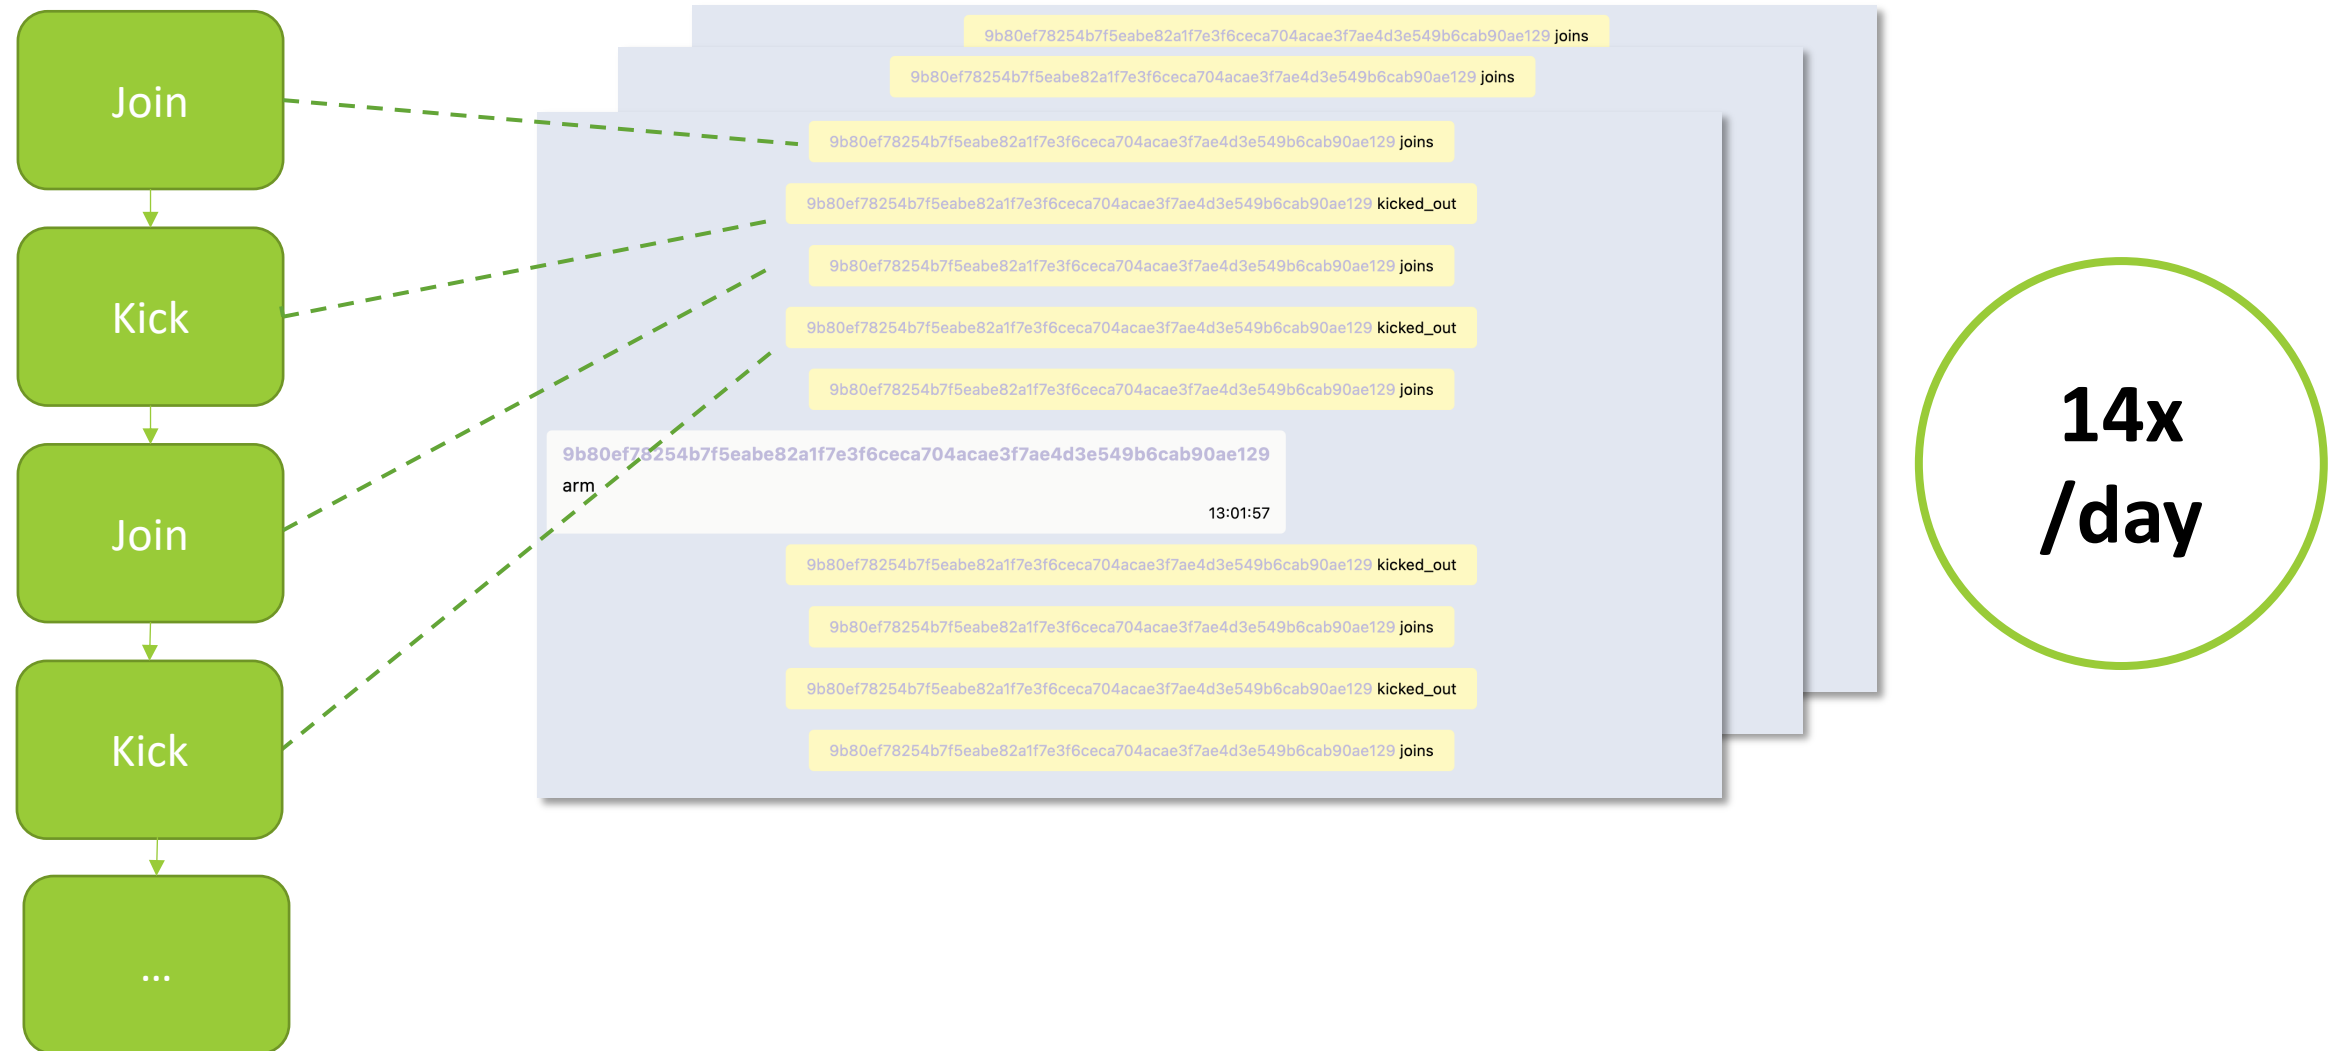 Join
Kick
Join
Kick
...
9b80ef78254b7f5eabe82a1f7e3f6ceca704acae3f7ae4d3e549b6cab90ae129 joins
9b80ef78254b7f5eabe82a1f7e3f6ceca704acae3f7ae4d3e549b6cab90ae129 joins
9b80ef78254b7f5eabe82a1f7e3f6ceca704acae3f7ae4d3e549b6cab90ae129 joins
9b80ef78254b7f5eabe82a1f7e3f6ceca704acae3f7ae4d3e549b6cab90ae129 kicked_out
9b80ef78254b7f5eabe82a1f7e3f6ceca704acae3f7ae4d3e549b6cab90ae129 joins
9b80ef78254b7f5eabe82a1f7e3f6ceca704acae3f7ae4d3e549b6cab90ae129 kicked_out
9b80ef78254b7f5eabe82a1f7e3f6ceca704acae3f7ae4d3e549b6cab90ae129 joins
9b80ef78254b7f5eabe82a1f7e3f6ceca704acae3f7ae4d3e549b6cab90ae129
arm
13:01:57
9b80ef78254b7f5eabe82a1f7e3f6ceca704acae3f7ae4d3e549b6cab90ae129 kicked_out
9b80ef78254b7f5eabe82a1f7e3f6ceca704acae3f7ae4d3e549b6cab90ae129 joins
9b80ef78254b7f5eabe82a1f7e3f6ceca704acae3f7ae4d3e549b6cab90ae129 kicked_out
9b80ef78254b7f5eabe82a1f7e3f6ceca704acae3f7ae4d3e549b6cab90ae129 joins
14x
/day